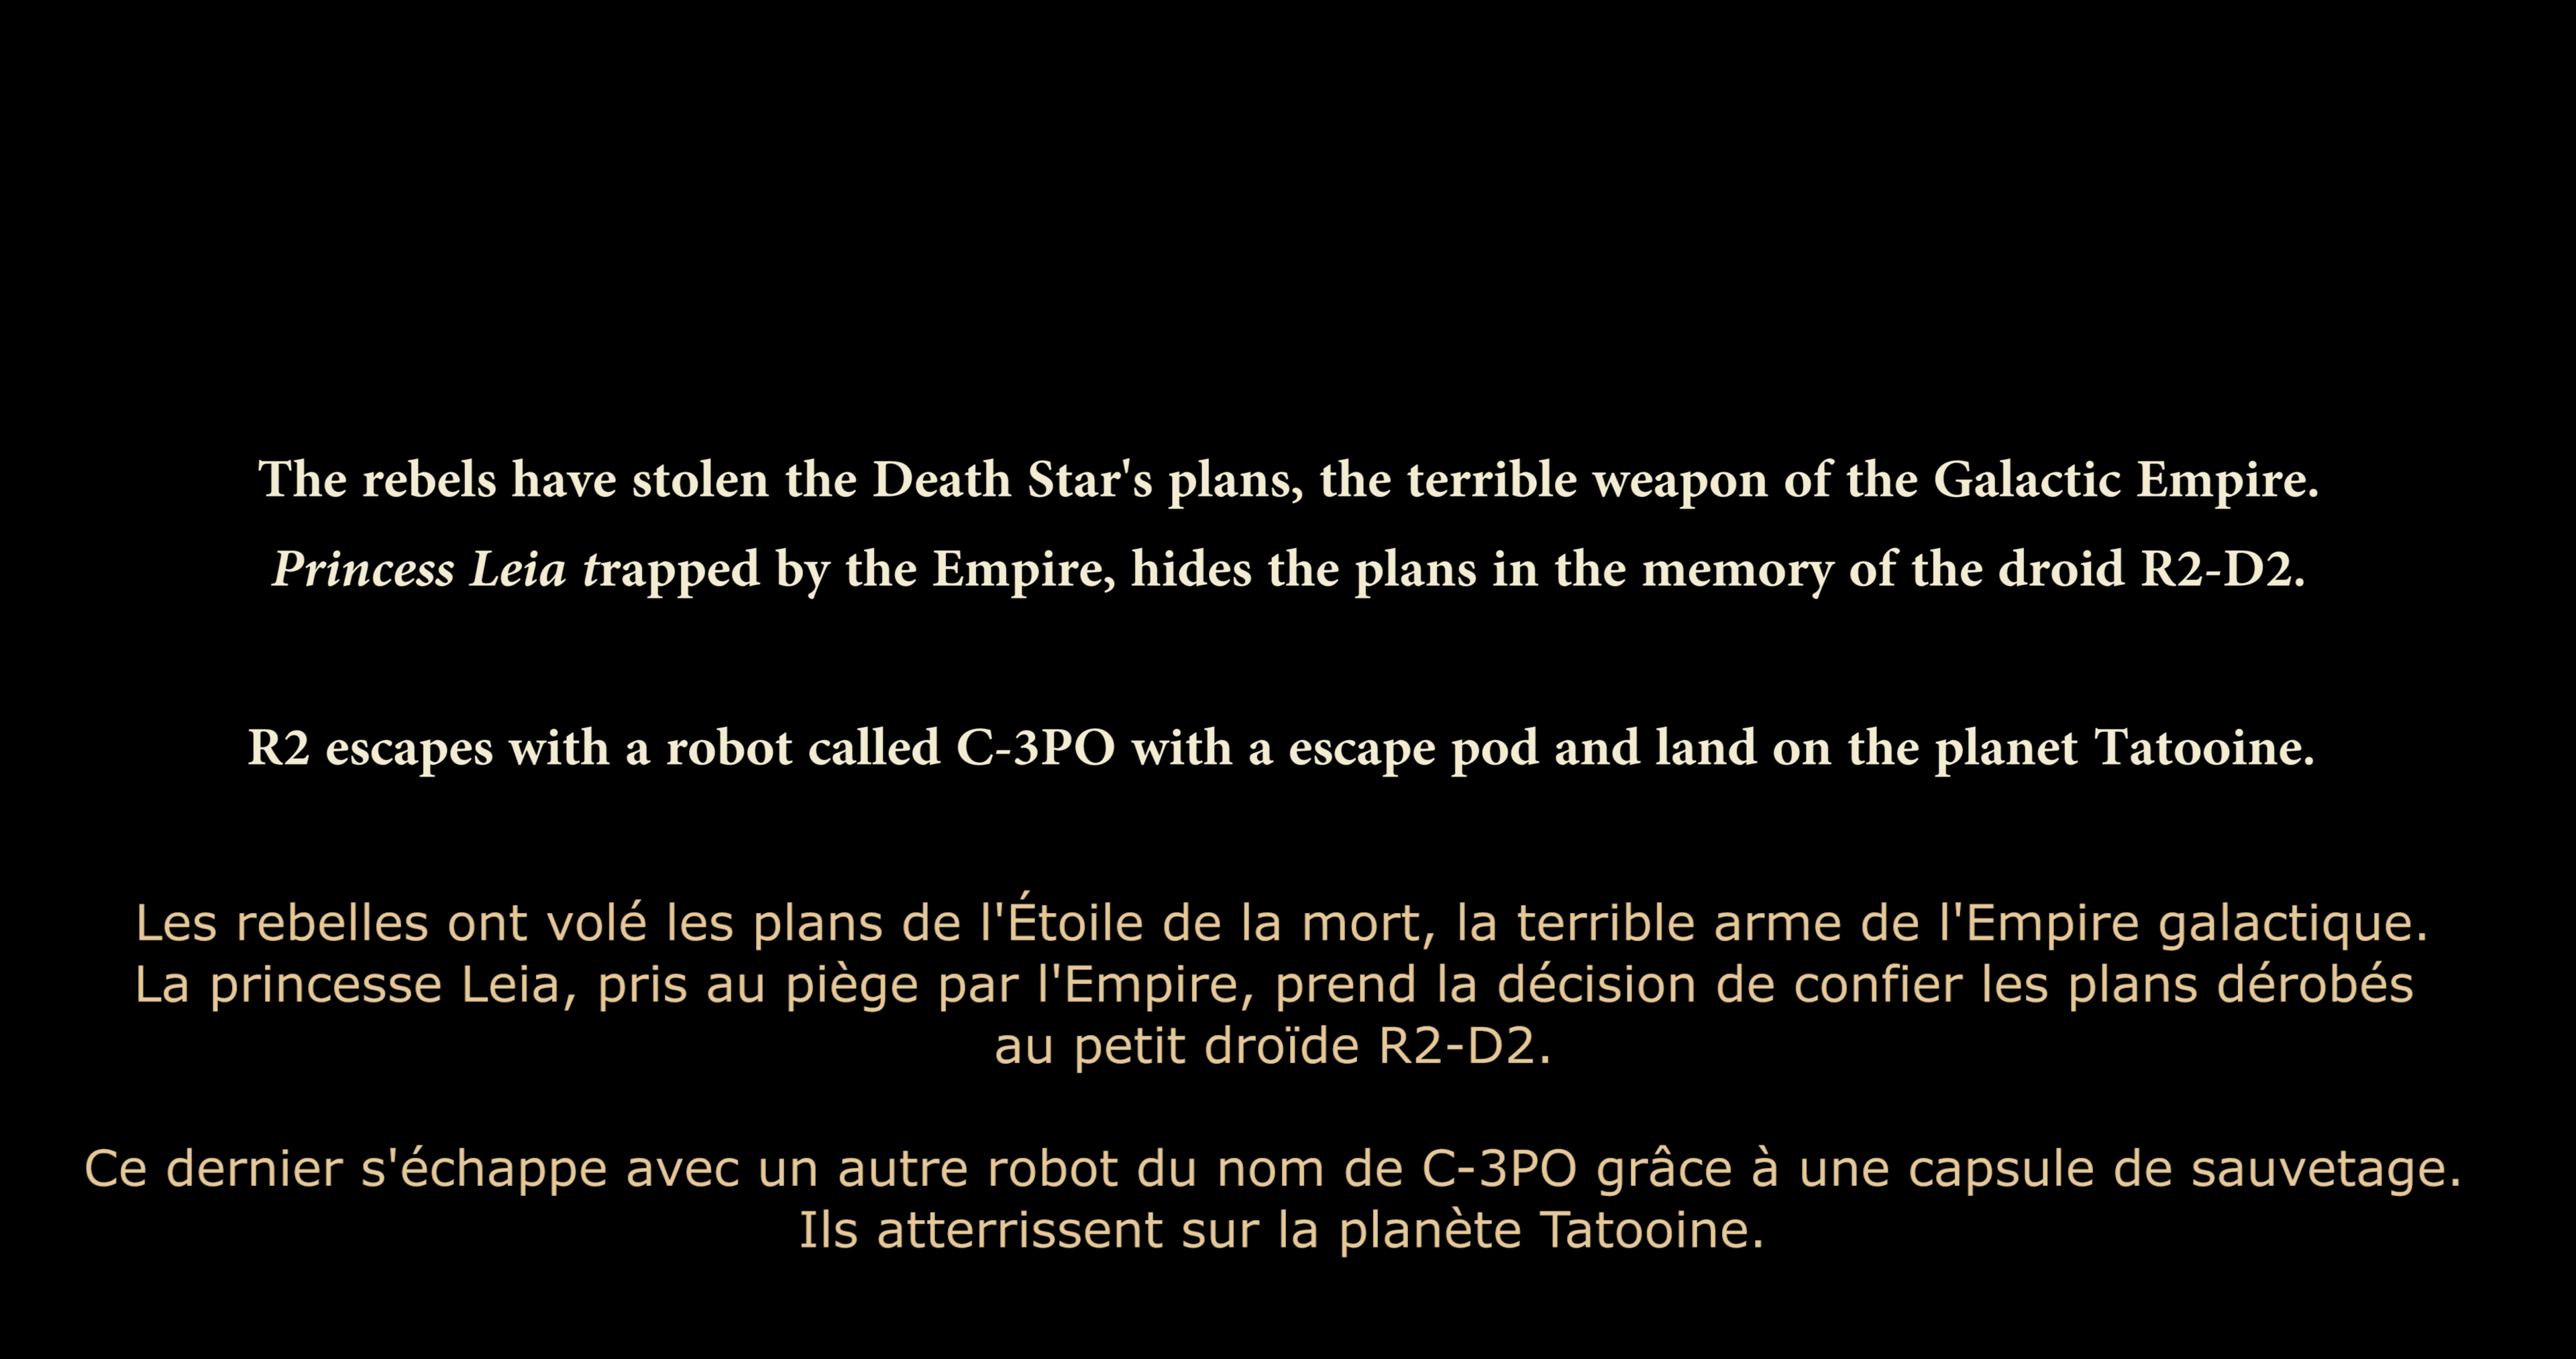 The rebels have stolen the Death Star's plans, the terrible weapon of the Galactic Empire.
Princess Leia trapped by the Empire, hides the plans in the memory of the droid R2-D2.
R2 escapes with a robot called C-3PO with a escape pod and land on the planet Tatooine.
Les rebelles ont volé les plans de l'Étoile de la mort, la terrible arme de l'Empire galactique.
La princesse Leia, pris au piège par l'Empire, prend la décision de confier les plans dérobés
au petit droïde R2-D2.
Ce dernier s'échappe avec un autre robot du nom de C-3PO grâce à une capsule de sauvetage.
Ils atterrissent sur la planète Tatooine.